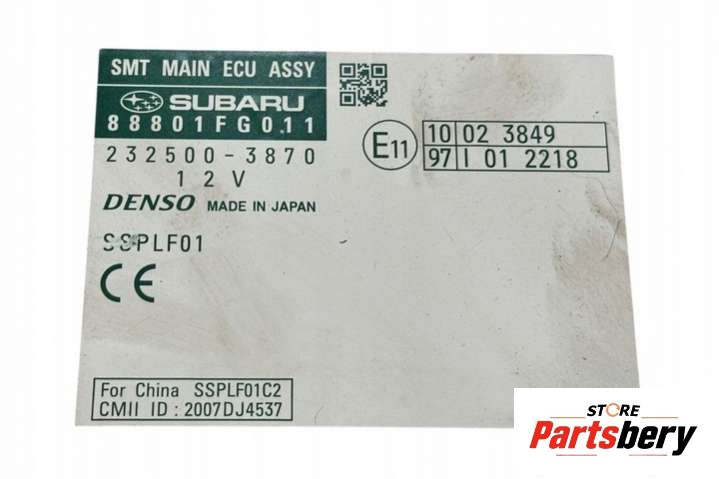 SMT MAIN ECU ASSY
SUBARU
88801FG011
232500-3870
12V
DENSO MADE IN JAPAN
SSPLF01
CE
E11
10 02 3849
97 I 01 2218
For China SSPLF01C2
CMII ID : 2007DJ4537
STORE
Partsbery